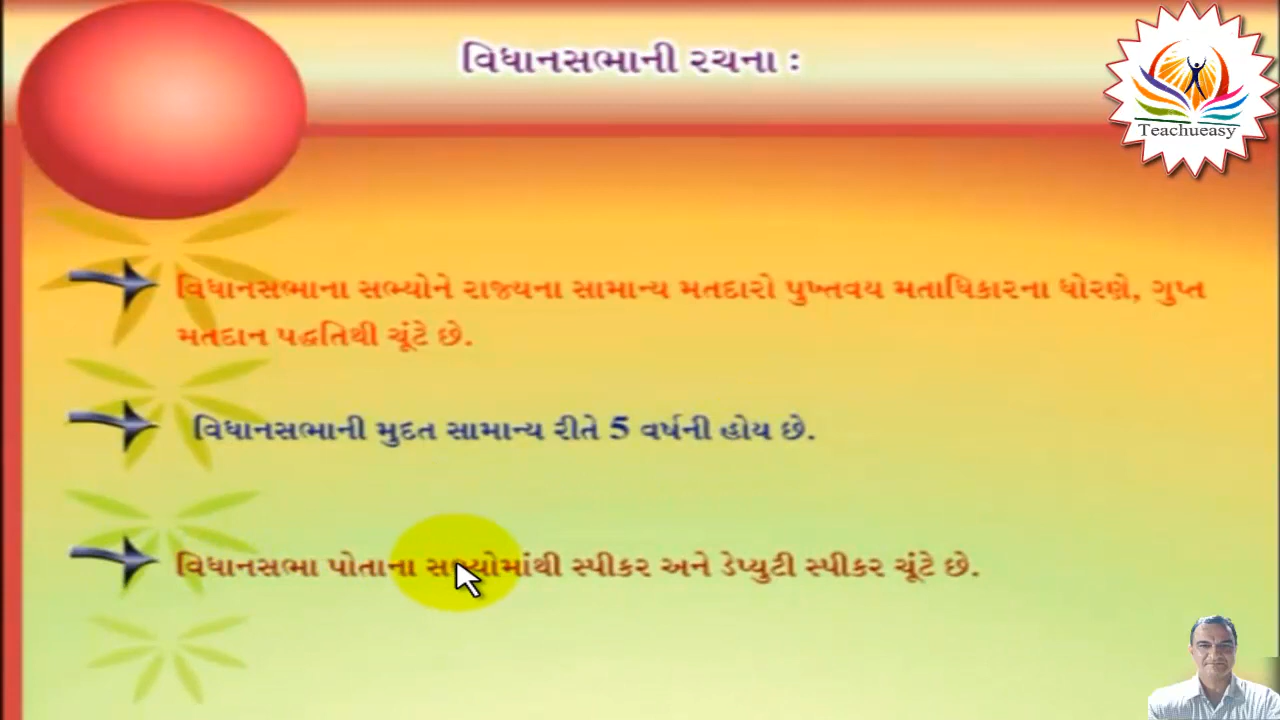 વિધાનસભાની રચના :
Teachueasy
વિધાનસભાના સભ્યોને રાજ્યના સામાન્ય મતદારો પુખ્તવય મતાધિકારના ધોરણે, ગુપ્ત
મતદાન પદ્ધતિથી ચૂંટે છે.
વિધાનસભાની મુદત સામાન્ય રીતે 5 વર્ષની હોય છે.
વિધાનસભા પોતાના સભ્યોમાંથી સ્પીકર અને ડેપ્યુટી સ્પીકર ચૂંટે છે.